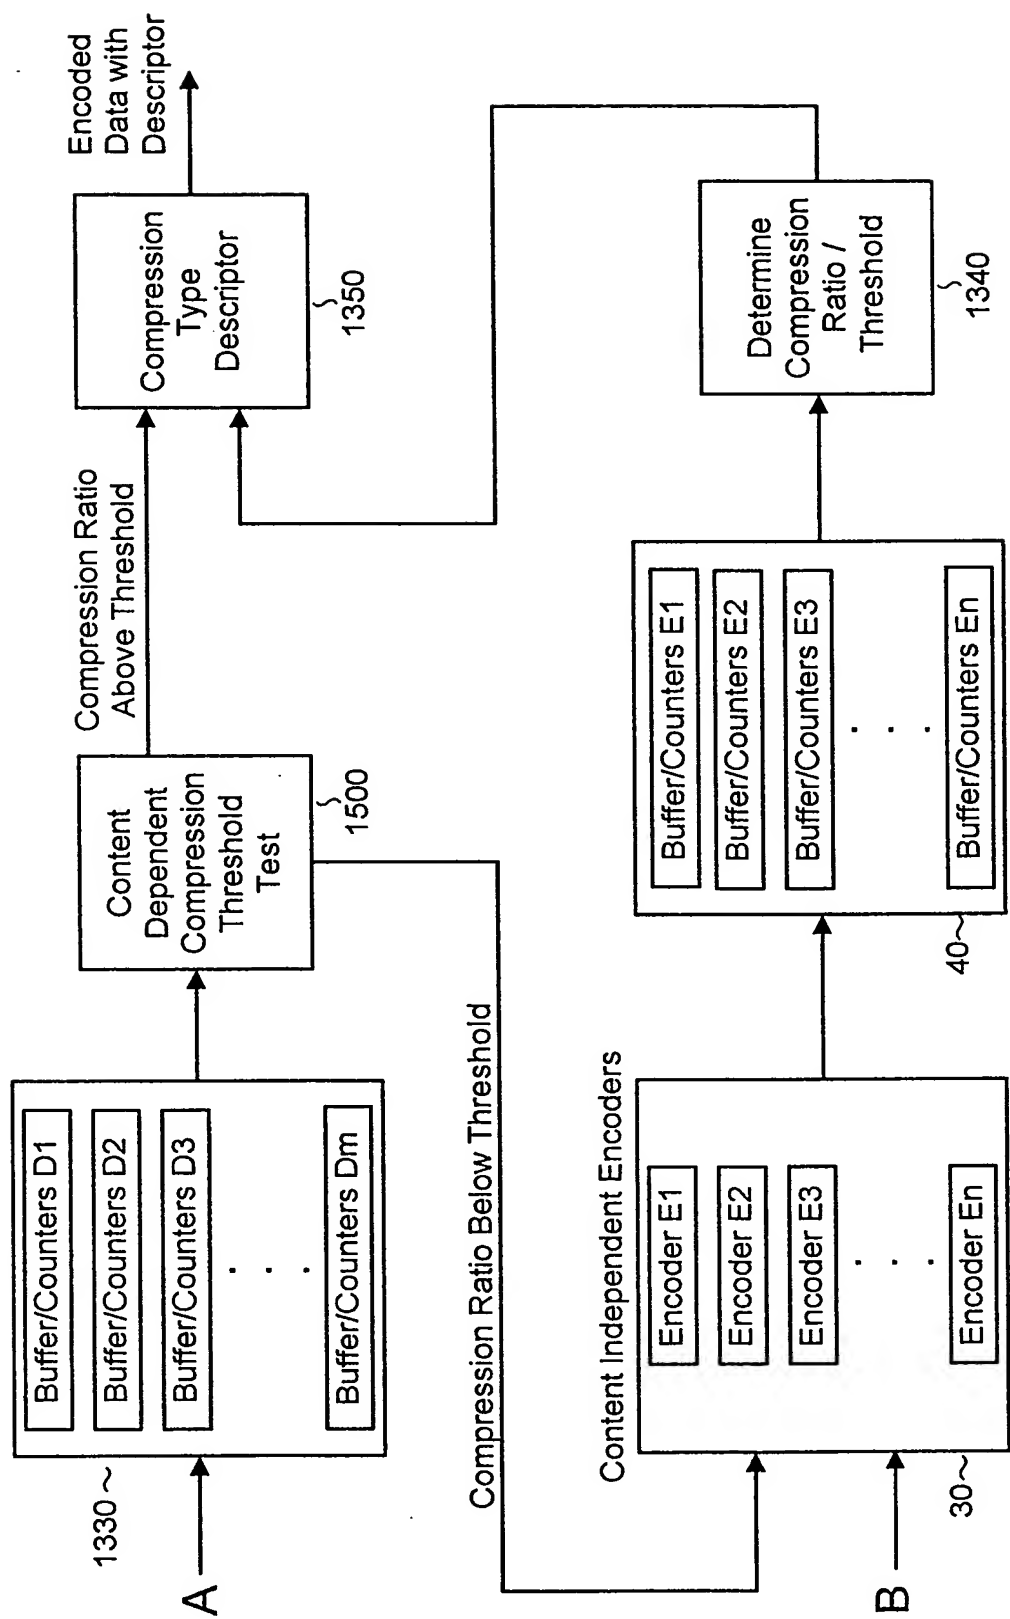 A
1330
Buffer/Counters D1
Buffer/Counters D2
Buffer/Counters D3
. . .
Buffer/Counters Dm
Content
Dependent
Compression
Threshold
Test
1500
Compression Ratio
Above Threshold
Compression
Type
Descriptor
1350
Encoded
Data with
Descriptor
Compression Ratio Below Threshold
B
Content Independent Encoders
30
Encoder E1
Encoder E2
Encoder E3
. . .
Encoder En
40
Buffer/Counters E1
Buffer/Counters E2
Buffer/Counters E3
. . .
Buffer/Counters En
Determine
Compression
Ratio /
Threshold
1340